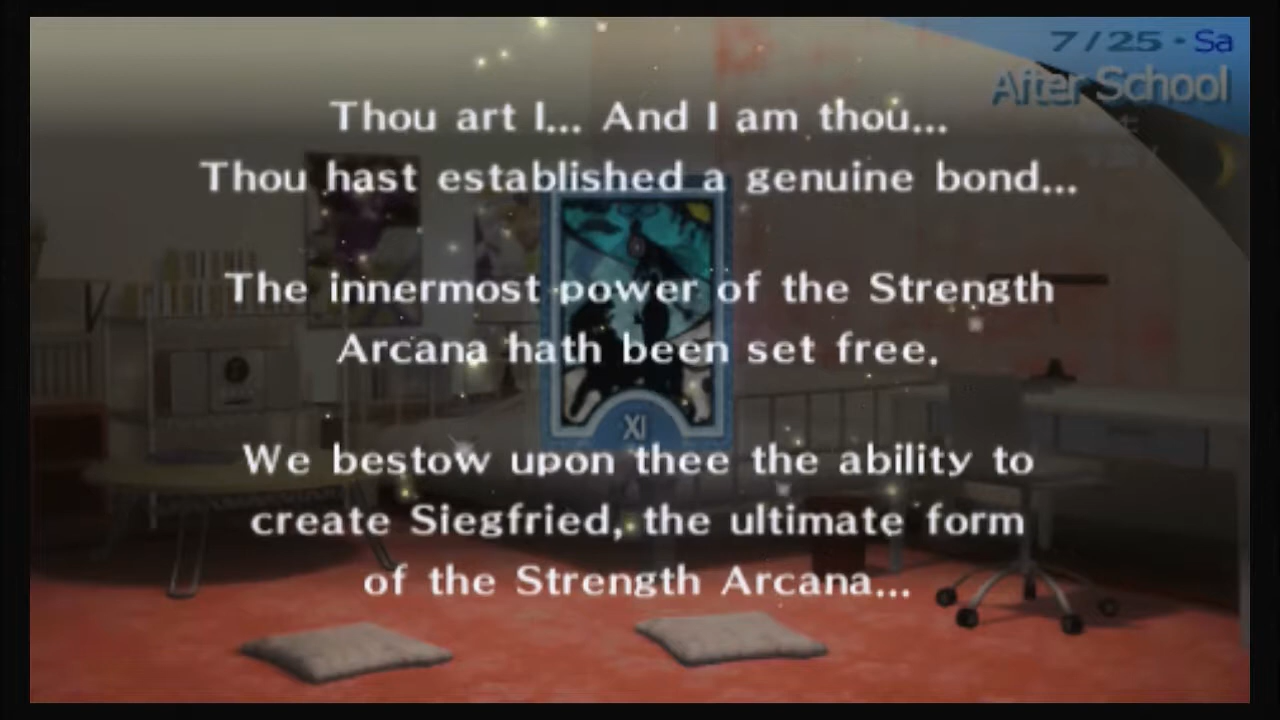 7/25·Sa
After School
Thou art I... And I am thou...
Thou hast established a genuine bond...
The innermost power of the Strength
Arcana hath been set free.
We bestow upon thee the ability to
create Siegfried, the ultimate form
of the Strength Arcana...
XI